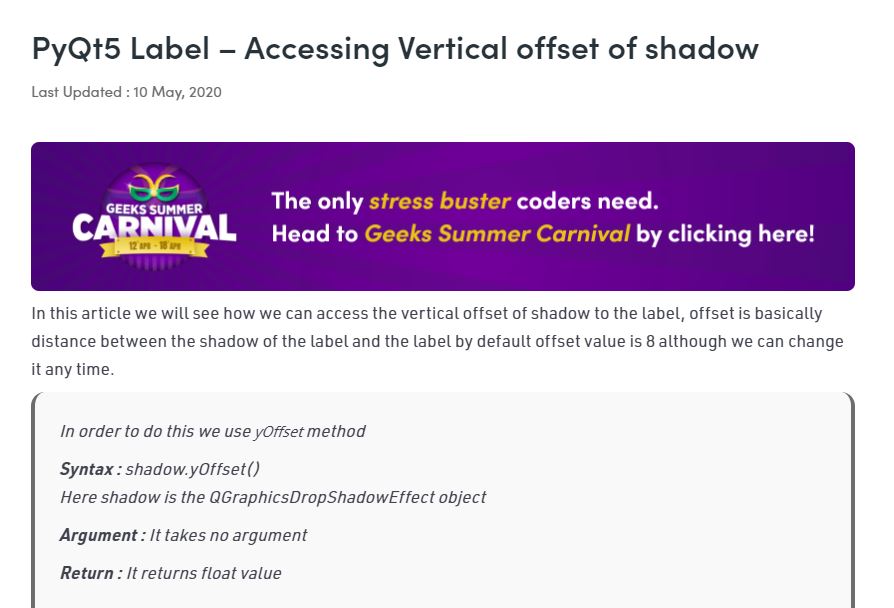 PyQt5 Label – Accessing Vertical offset of shadow
Last Updated : 10 May, 2020
GEEKS SUMMER
CARNIVAL
12 APR - 18 APR
The only stress buster coders need.
Head to Geeks Summer Carnival by clicking here!
In this article we will see how we can access the vertical offset of shadow to the label, offset is basically
distance between the shadow of the label and the label by default offset value is 8 although we can change
it any time.
In order to do this we use yOffset method
Syntax : shadow.yOffset()
Here shadow is the QGraphicsDropShadowEffect object
Argument : It takes no argument
Return : It returns float value